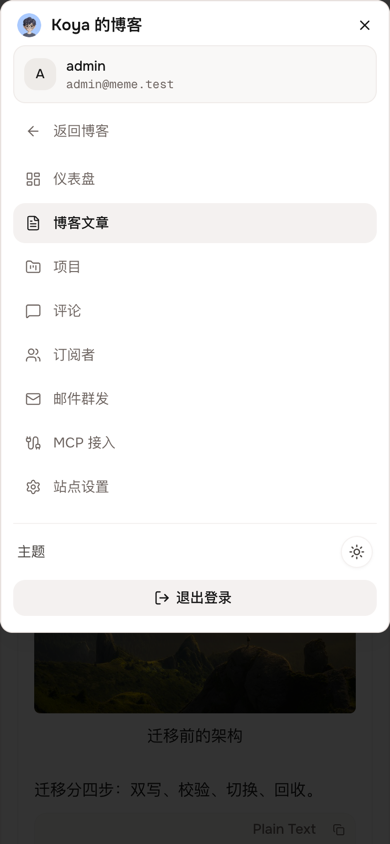 Koya 的博客
A
admin
admin@meme.test
返回博客
仪表盘
博客文章
项目
评论
订阅者
邮件群发
MCP 接入
站点设置
主题
退出登录
迁移前的架构
迁移分四步：双写、校验、切换、回收。
Plain Text